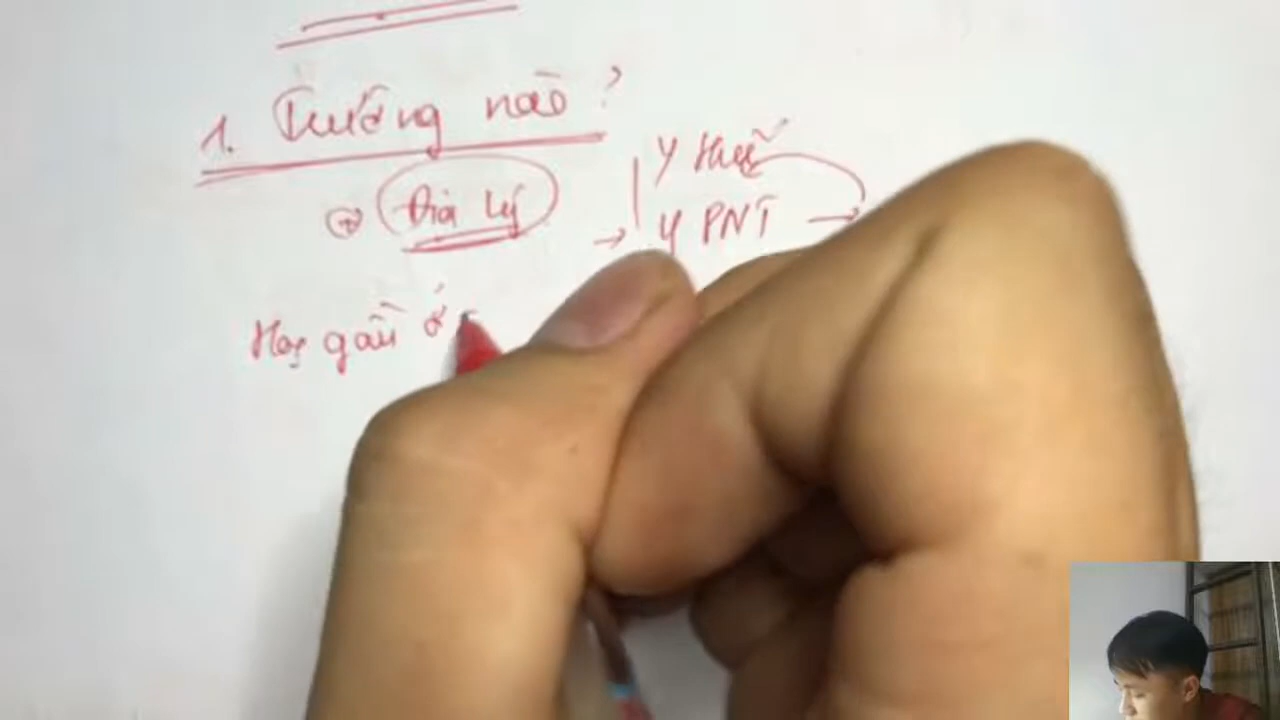 1. Trường nào?
Địa lý
Y Huế
→ Y PNT →
Học gần ở